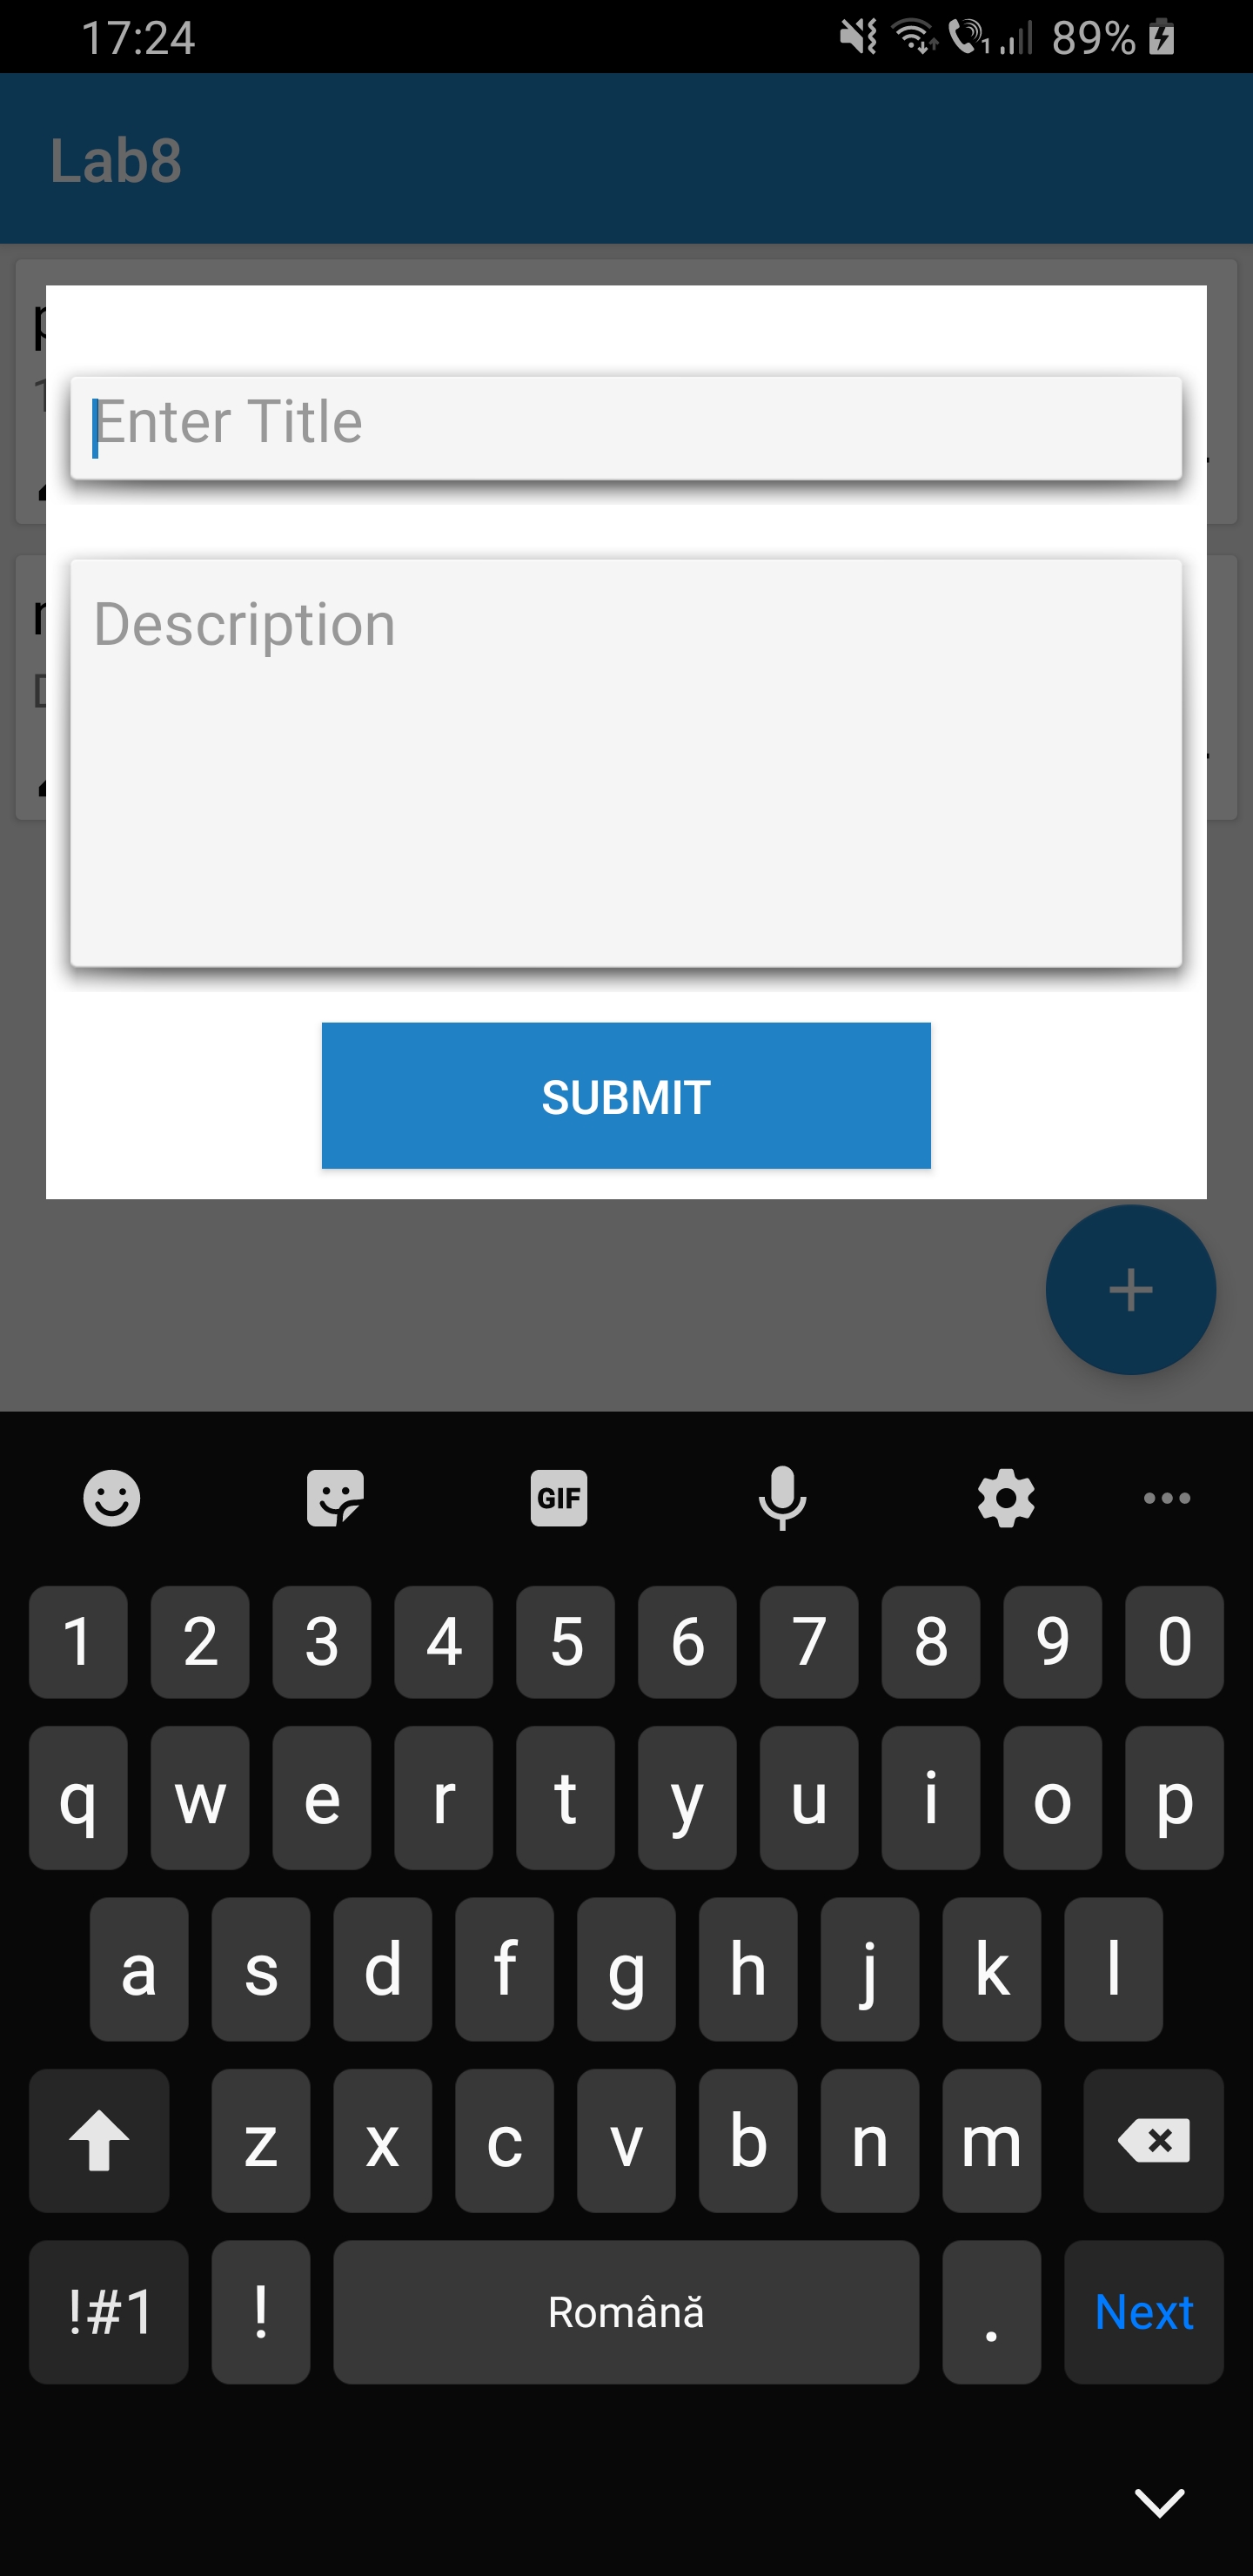 17:24 1 89%
Lab8
Enter Title
Description
SUBMIT
GIF
1 2 3 4 5 6 7 8 9 0
q w e r t y u i o p
a s d f g h j k l
z x c v b n m
!#1 ! Română . Next